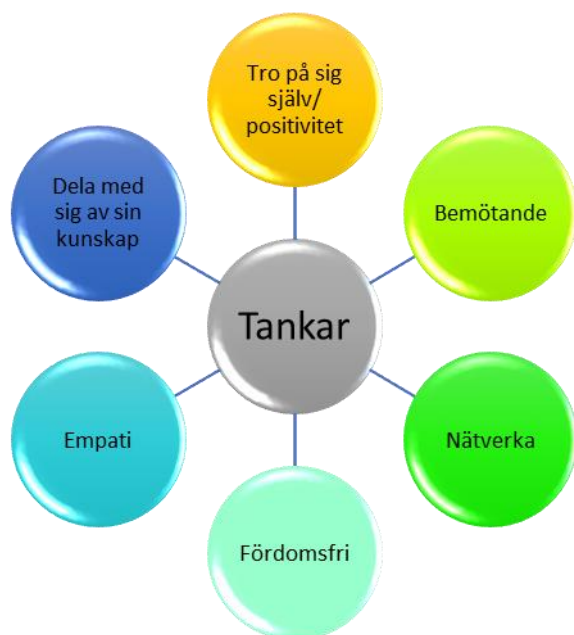 Tro på sig
själv/
positivitet
Bemötande
Nätverka
Fördomsfri
Empati
Dela med
sig av sin
kunskap
Tankar